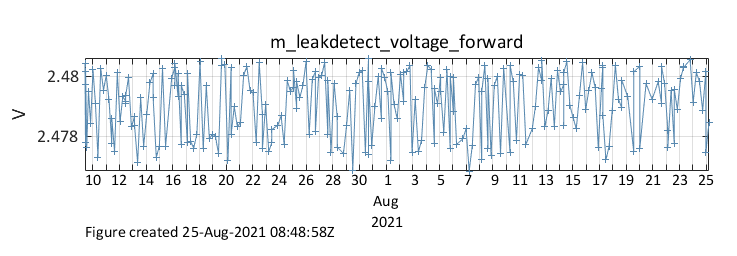 m_leakdetect_voltage_forward
2.48
V
2.478
10 12 14 16 18 20 22 24 26 28 30 1 3 5 7 9 11 13 15 17 19 21 23 25
Aug
2021
Figure created 25-Aug-2021 08:48:58Z